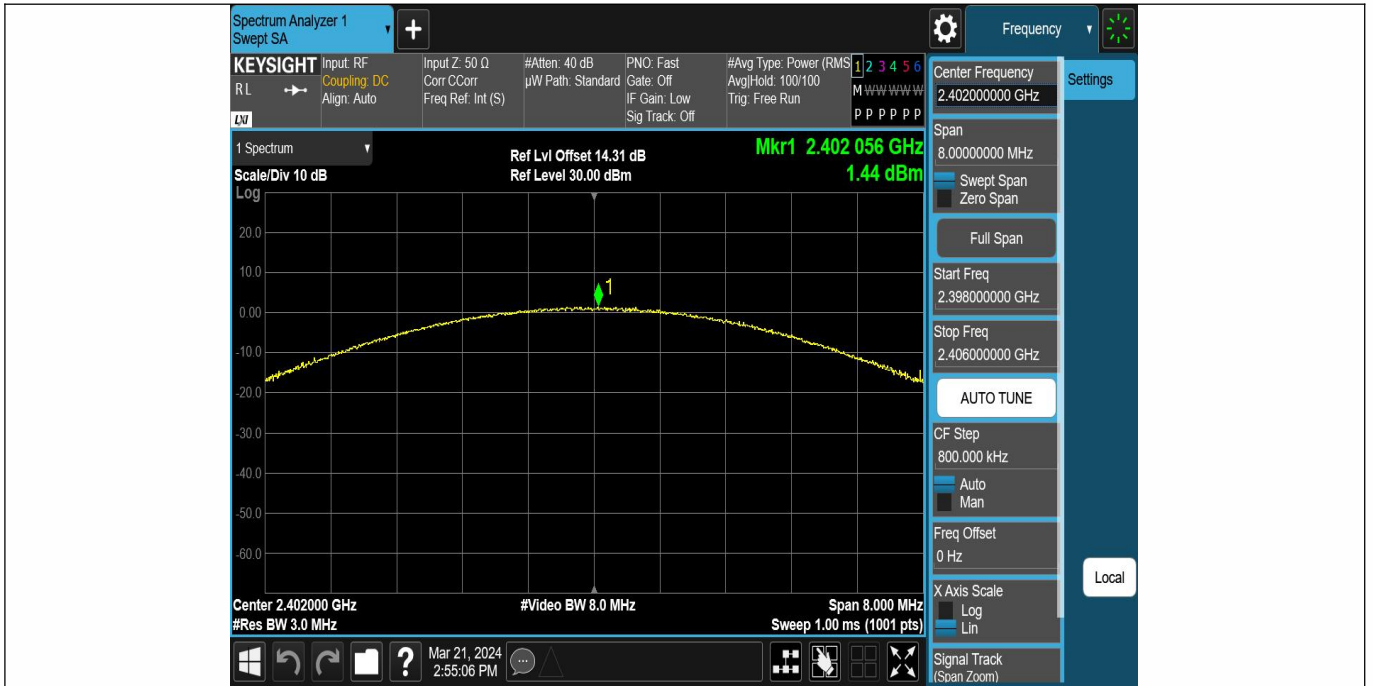 Spectrum Analyzer 1
Swept SA
Frequency
KEYSIGHT
R L
LXI
Input: RF
Coupling: DC
Align: Auto
Input Z: 50 Ω
Corr CCorr
Freq Ref: Int (S)
#Atten: 40 dB
µW Path: Standard
PNO: Fast
Gate: Off
IF Gain: Low
Sig Track: Off
#Avg Type: Power (RMS
Avg|Hold: 100/100
Trig: Free Run
1 2 3 4 5 6
M W W W W W
P P P P P P
1 Spectrum
Scale/Div 10 dB
Ref Lvl Offset 14.31 dB
Ref Level 30.00 dBm
Mkr1 2.402 056 GHz
1.44 dBm
Log
20.0
10.0
0.00
-10.0
-20.0
-30.0
-40.0
-50.0
-60.0
1
Center 2.402000 GHz
#Res BW 3.0 MHz
#Video BW 8.0 MHz
Span 8.000 MHz
Sweep 1.00 ms (1001 pts)
Center Frequency
2.402000000 GHz
Span
8.00000000 MHz
Swept Span
Zero Span
Full Span
Start Freq
2.398000000 GHz
Stop Freq
2.406000000 GHz
AUTO TUNE
CF Step
800.000 kHz
Auto
Man
Freq Offset
0 Hz
X Axis Scale
Log
Lin
Signal Track
(Span Zoom)
Settings
Local
?
Mar 21, 2024
2:55:06 PM